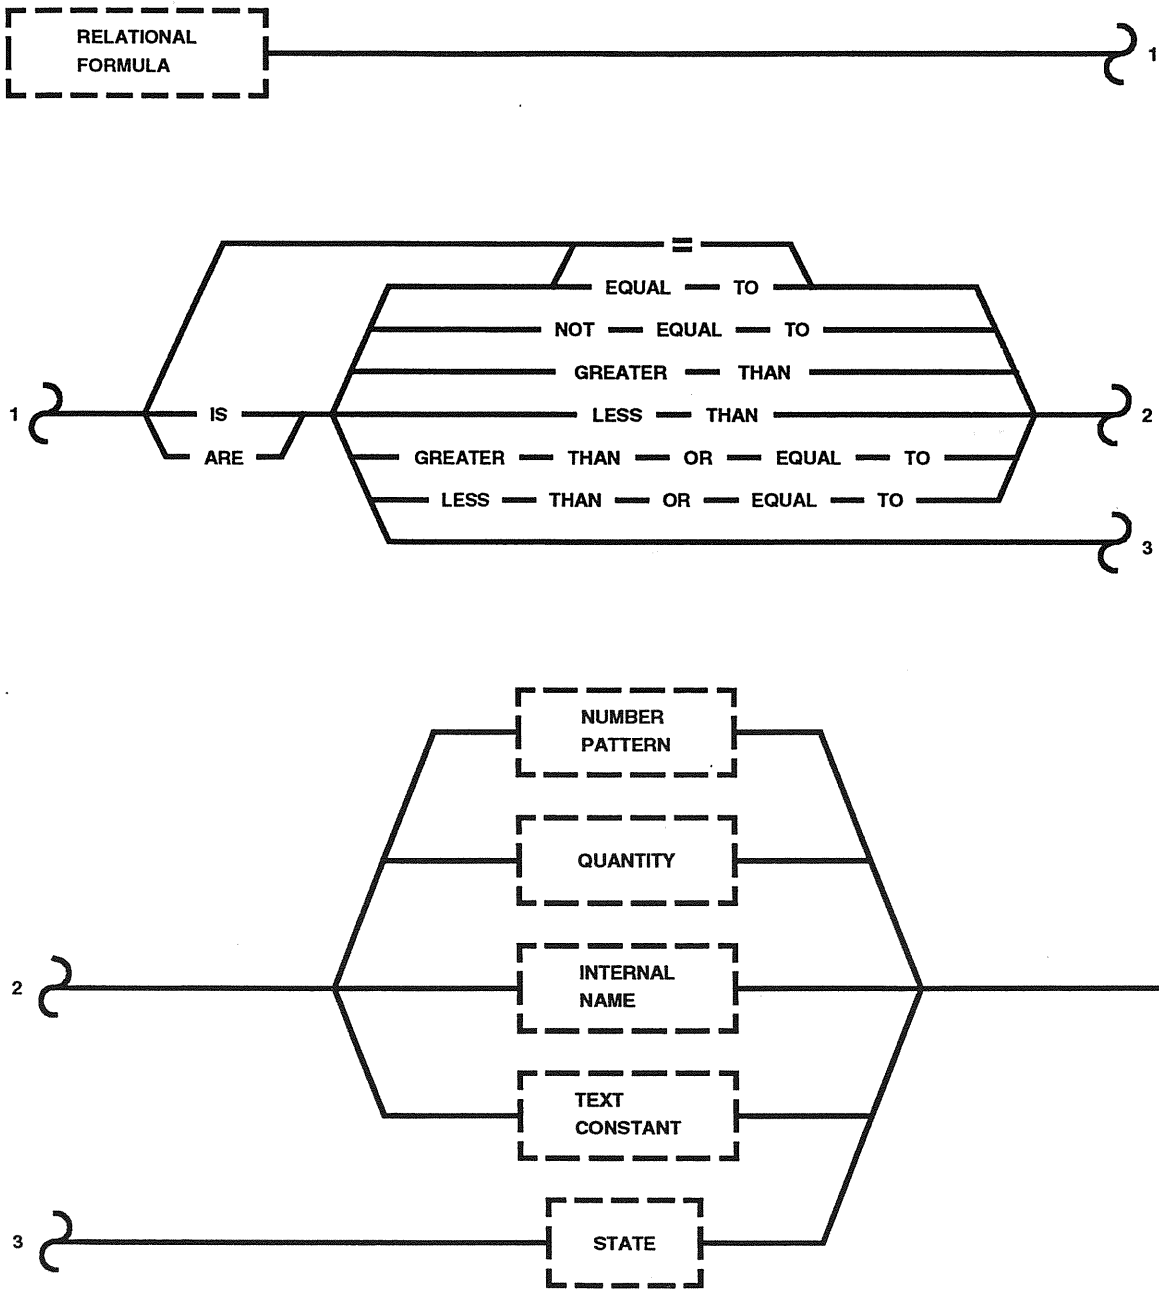 RELATIONAL
FORMULA
1
=
EQUAL TO
NOT EQUAL TO
GREATER THAN
1 IS LESS THAN 2
ARE GREATER THAN OR EQUAL TO
LESS THAN OR EQUAL TO
3
NUMBER
PATTERN
QUANTITY
INTERNAL
2
NAME
TEXT
CONSTANT
3 STATE